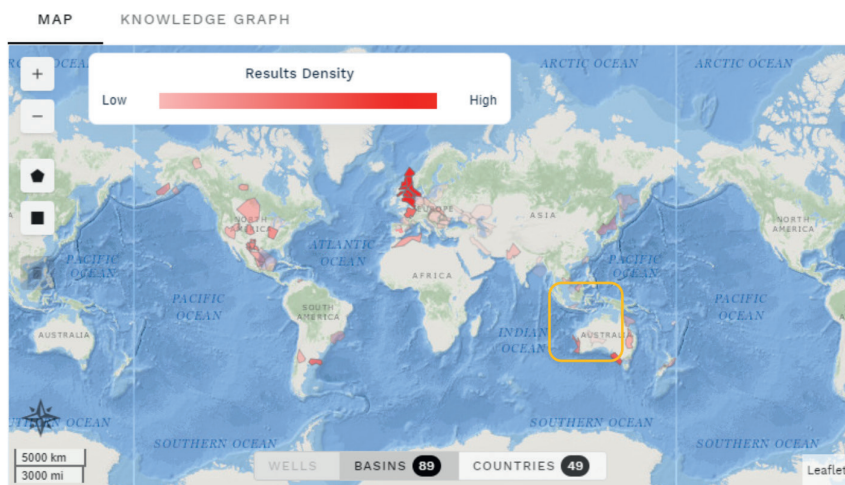 MAP KNOWLEDGE GRAPH
ARCTIC OCEAN ARCTIC OCEAN
Results Density
Low High
+
−
EUROPE
ASIA
NORTH
AMERICA
NORTH
AMERICA
ATLANTIC
OCEAN
PACIFIC
OCEAN
PACIFIC
OCEAN
AFRICA
PACIFIC
OCEAN
PACIFIC
OCEAN
SOUTH
AMERICA
INDIAN
OCEAN
AUSTRALIA
AUSTRALIA
SOUTHERN OCEAN
SOUTHERN OCEAN
SOUTHERN OCEAN
5000 km
3000 mi
WELLS BASINS 89 COUNTRIES 49
Leaflet